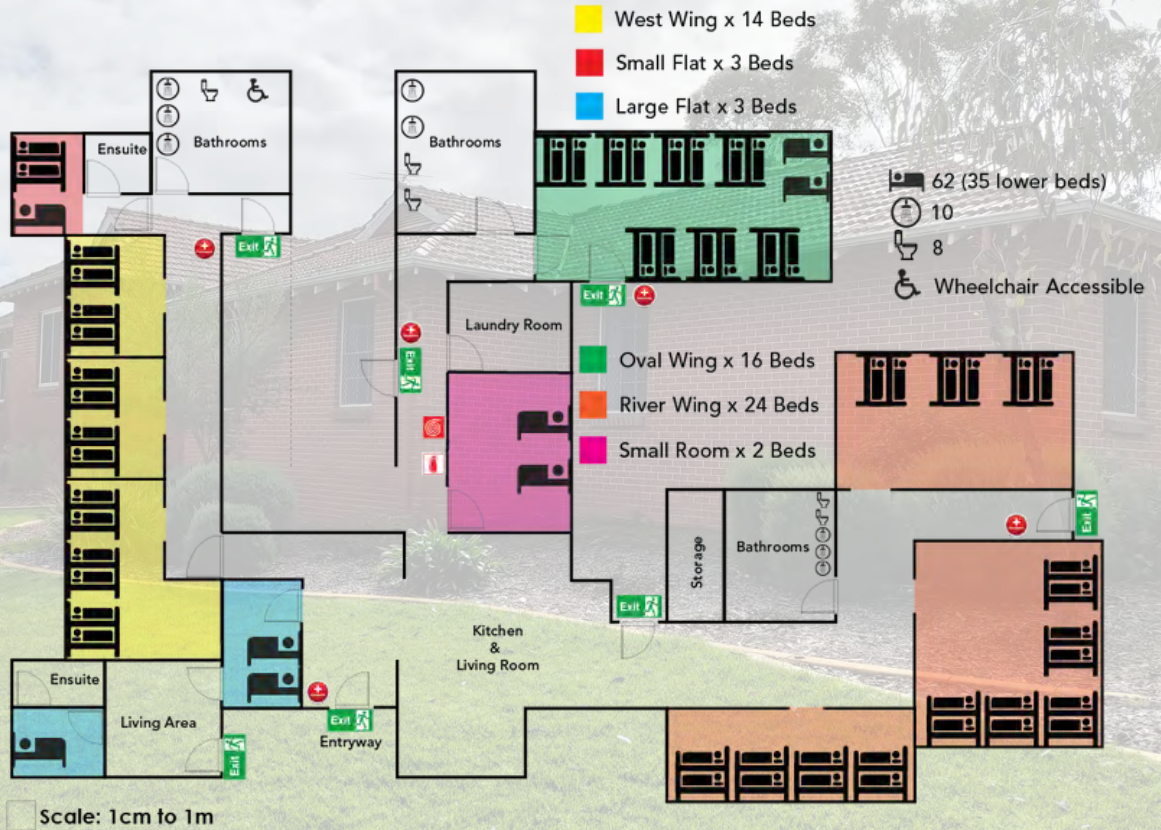 West Wing x 14 Beds
Small Flat x 3 Beds
Large Flat x 3 Beds
Ensuite
Bathrooms
Bathrooms
62 (35 lower beds)
10
8
Wheelchair Accessible
Exit
Exit
Laundry Room
Exit
Oval Wing x 16 Beds
River Wing x 24 Beds
Small Room x 2 Beds
Exit
Storage
Bathrooms
Exit
Kitchen
&
Living Room
Ensuite
Living Area
Exit
Entryway
Exit
Scale: 1cm to 1m